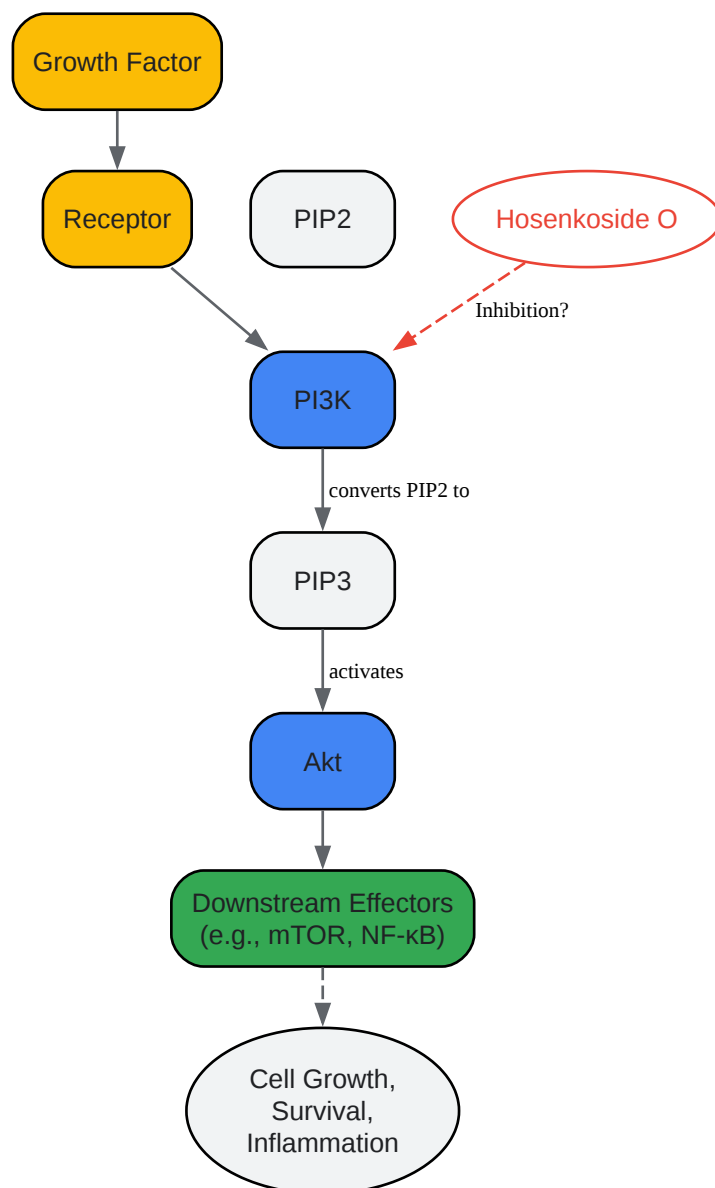 Growth Factor
Receptor
PIP2
Hosenkoside O
Inhibition?
PI3K
converts PIP2 to
PIP3
activates
Akt
Downstream Effectors
(e.g., mTOR, NF-κB)
Cell Growth,
Survival,
Inflammation